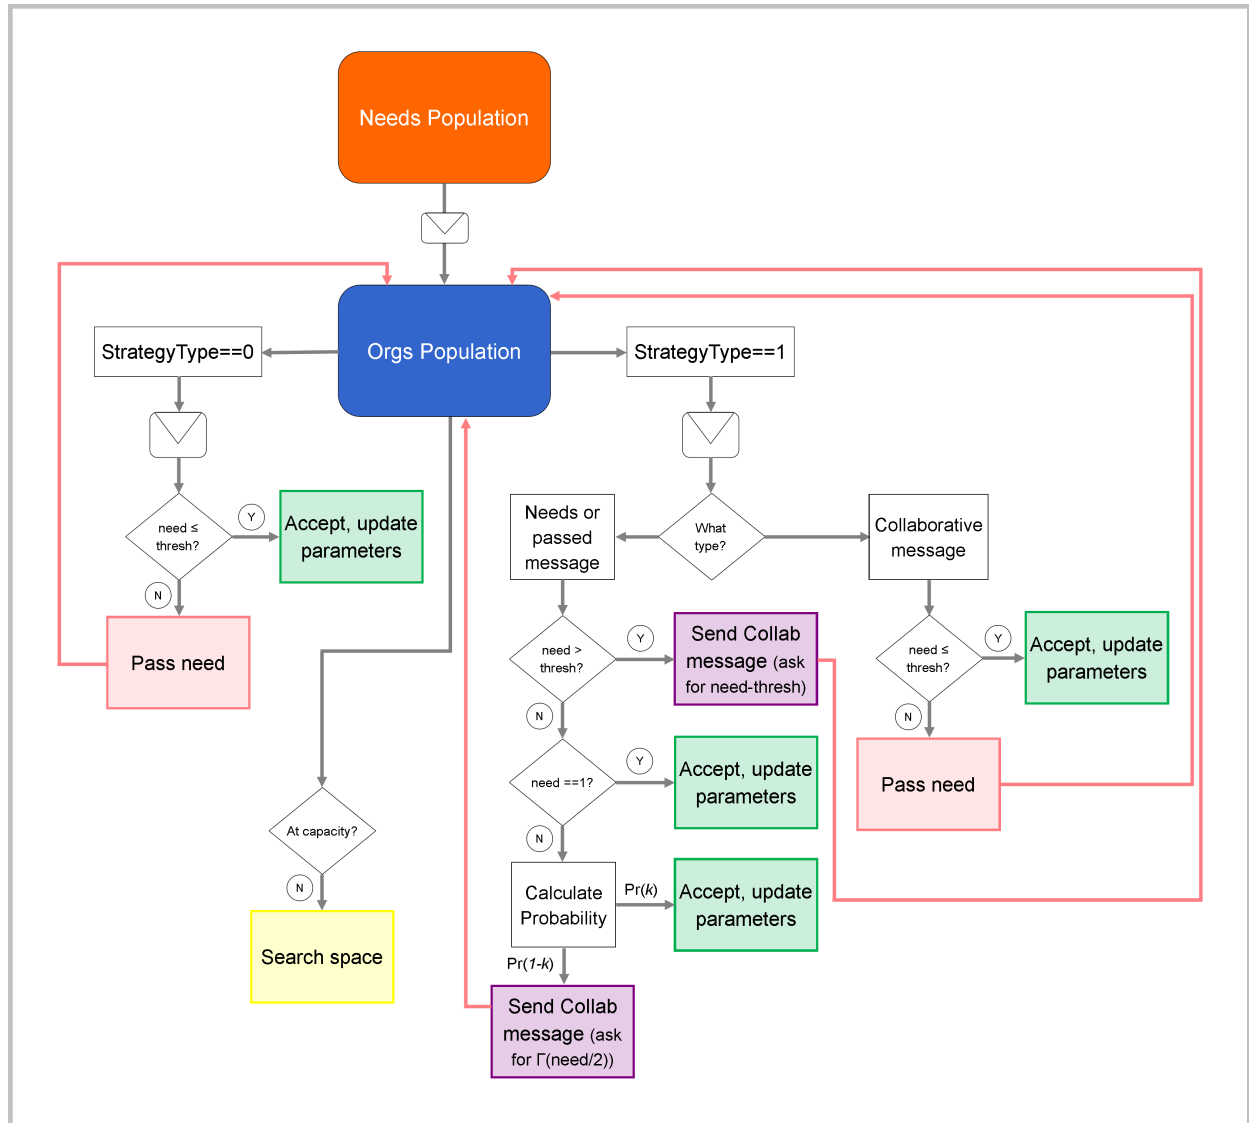 Needs Population
Orgs Population
StrategyType==0
StrategyType==1
need ≤
thresh?
Y
Accept, update
parameters
N
Pass need
What
type?
Needs or
passed
message
Collaborative
message
need >
thresh?
Y
Send Collab
message (ask
for need-thresh)
N
need ==1?
Y
Accept, update
parameters
N
Calculate
Probability
Pr(k)
Accept, update
parameters
Pr(1-k)
Send Collab
message (ask
for Γ(need/2))
need ≤
thresh?
Y
Accept, update
parameters
N
Pass need
At capacity?
N
Search space